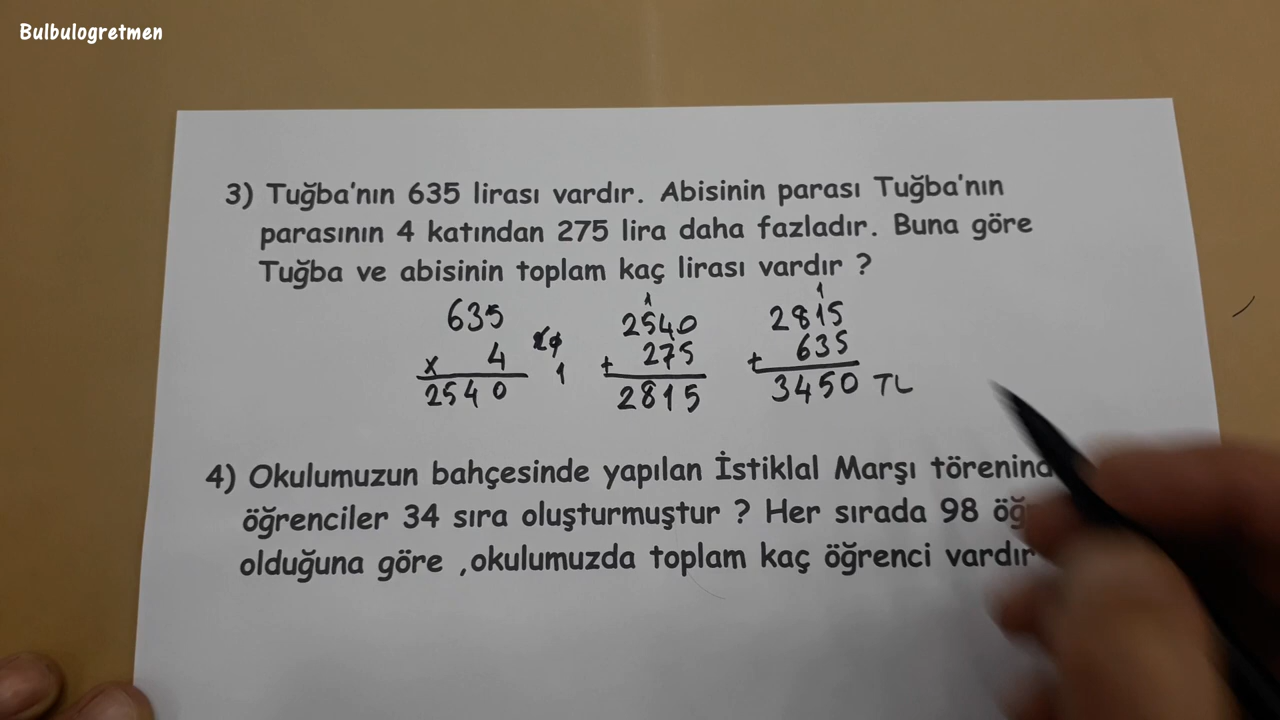 Bulbulogretmen
3) Tuğba'nın 635 lirası vardır. Abisinin parası Tuğba'nın
parasının 4 katından 275 lira daha fazladır. Buna göre
Tuğba ve abisinin toplam kaç lirası vardır ?
635
x 4
2540
1
1
2540
+ 275
2815
1
2815
+ 635
3450 TL
4) Okulumuzun bahçesinde yapılan İstiklal Marşı
öğrenciler 34 sıra oluşturmuştur ? Her sırada 98
olduğuna göre ,okulumuzda toplam kaç öğrenci vardır